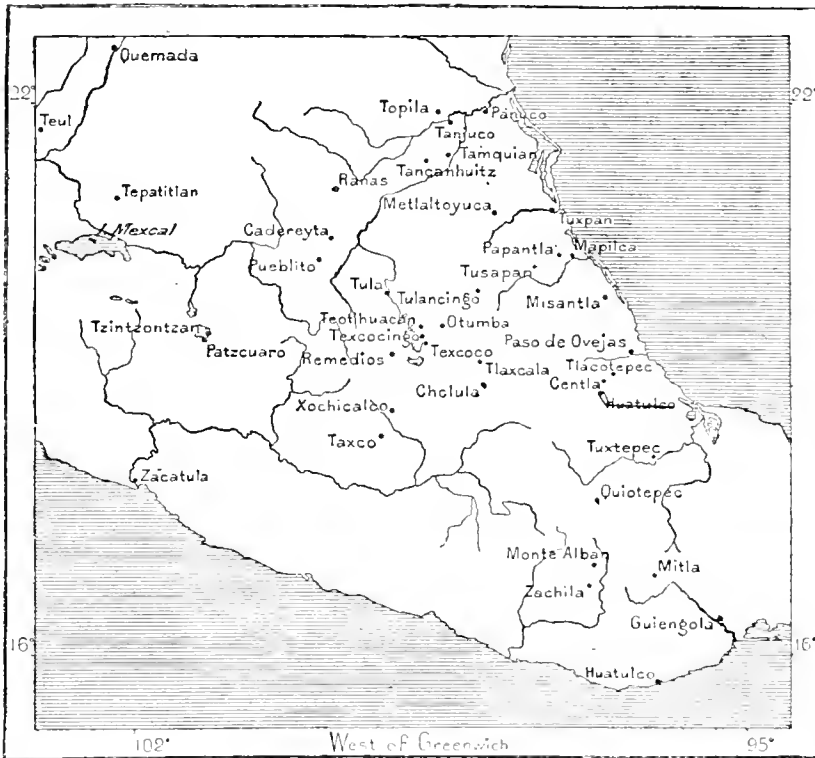 Quemada
22°
22°
Teul
Topila
Panuco
Tanjuco
Tamquian
Tancanhuitz
Ranas
Tepatitlan
Metlaltoyuca
I. Mexcal
Tuxpan
Cadereyta
Papantla
Mapilca
Pueblito
Tusapan
Tula
Tulancingo
Misantla
Teotihuacan
Otumba
Tzintzontzan
Texcocingo
Patzcuaro
Texcoco
Paso de Ovejas
Remedios
Tlaxcala
Tlacotepec
Cholula
Centla
Huatulco
Xochicalco
Taxco
Tuxtepec
Zacatula
Quiotepec
Monte Alban
Mitla
Zachila
Guiengola
16°
16°
Huatulco
102°
West of Greenwich
95°